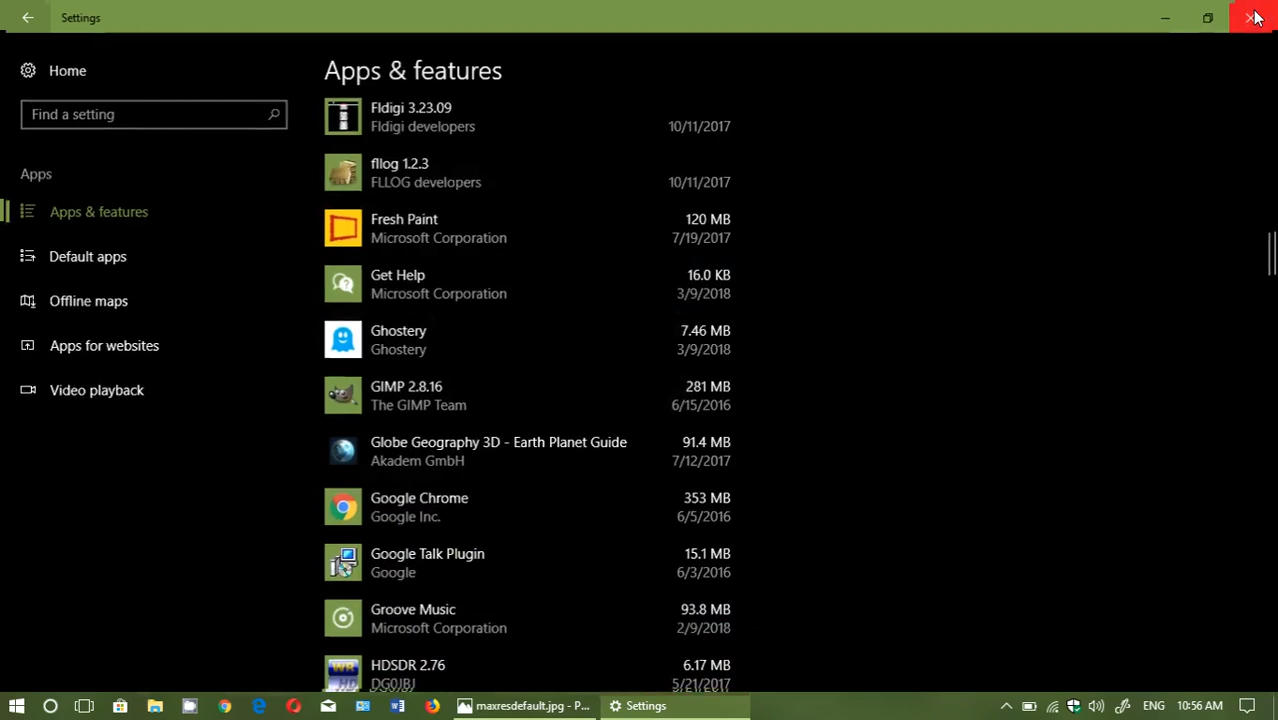 Settings
Home
Find a setting
Apps
Apps & features
Default apps
Offline maps
Apps for websites
Video playback
Apps & features
Fldigi 3.23.09
Fldigi developers 10/11/2017
fllog 1.2.3
FLLOG developers 10/11/2017
Fresh Paint 120 MB
Microsoft Corporation 7/19/2017
Get Help 16.0 KB
Microsoft Corporation 3/9/2018
Ghostery 7.46 MB
Ghostery 3/9/2018
GIMP 2.8.16 281 MB
The GIMP Team 6/15/2016
Globe Geography 3D - Earth Planet Guide 91.4 MB
Akadem GmbH 7/12/2017
Google Chrome 353 MB
Google Inc. 6/5/2016
Google Talk Plugin 15.1 MB
Google 6/3/2016
Groove Music 93.8 MB
Microsoft Corporation 2/9/2018
HDSDR 2.76 6.17 MB
DG0JBJ 5/21/2017
maxresdefault.jpg - P... Settings ENG 10:56 AM